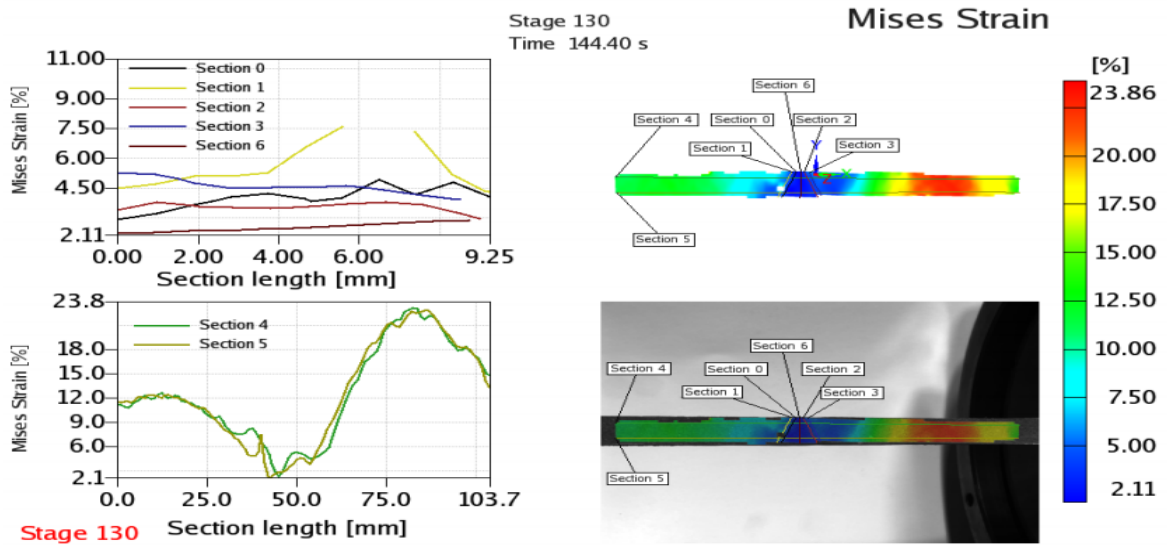 Stage 130
Time 144.40 s
Mises Strain
Mises Strain [%]
11.00
9.00
7.50
6.00
4.50
2.11
Section 0
Section 1
Section 2
Section 3
Section 6
0.00
2.00
4.00
6.00
9.25
Section length [mm]
Section 6
Section 4
Section 0
Section 2
Section 1
Section 3
Y
Z
X
Section 5
[%]
23.86
20.00
17.50
15.00
12.50
10.00
7.50
5.00
2.11
Mises Strain [%]
23.8
18.0
15.0
12.0
9.0
6.0
2.1
Section 4
Section 5
0.0
25.0
50.0
75.0
103.7
Section length [mm]
Stage 130
Section 6
Section 4
Section 0
Section 2
Section 1
Section 3
Section 5